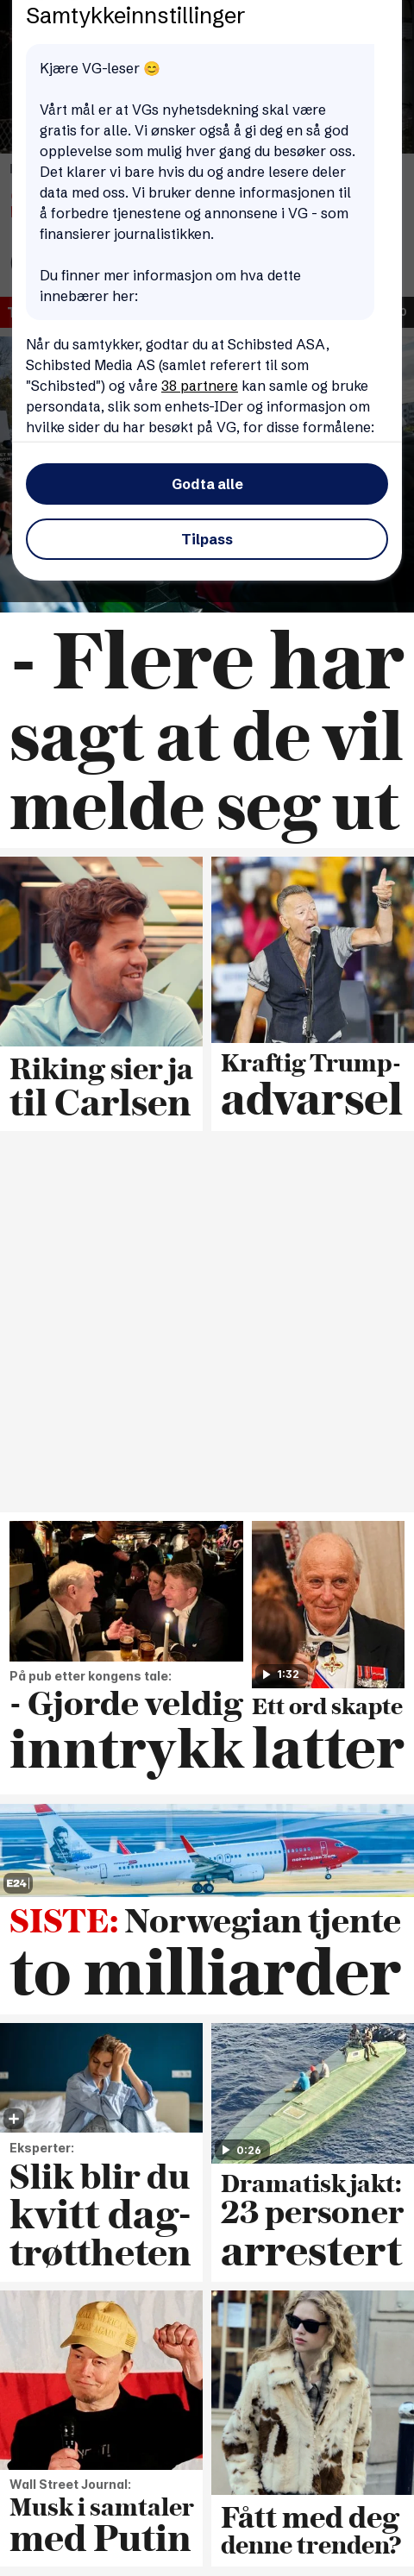 Samtykkeinnstillinger
Kjære VG-leser 😊
Vårt mål er at VGs nyhetsdekning skal være
gratis for alle. Vi ønsker også å gi deg en så god
opplevelse som mulig hver gang du besøker oss.
Det klarer vi bare hvis du og andre lesere deler
data med oss. Vi bruker denne informasjonen til
å forbedre tjenestene og annonsene i VG - som
finansierer journalistikken.
Du finner mer informasjon om hva dette
innebærer her:
Når du samtykker, godtar du at Schibsted ASA,
Schibsted Media AS (samlet referert til som
"Schibsted") og våre 38 partnere kan samle og bruke
persondata, slik som enhets-IDer og informasjon om
hvilke sider du har besøkt på VG, for disse formålene:
Godta alle
Tilpass
- Flere har
sagt at de vil
melde seg ut
Riking sier ja
til Carlsen
Kraftig Trump-
advarsel
På pub etter kongens tale:
- Gjorde veldig
inntrykk
1:32
Ett ord skapte
latter
E24
SISTE: Norwegian tjente
to milliarder
Eksperter:
Slik blir du
kvitt dag-
trøttheten
0:26
Dramatisk jakt:
23 personer
arrestert
Wall Street Journal:
Musk i samtaler
med Putin
Fått med deg
denne trenden?